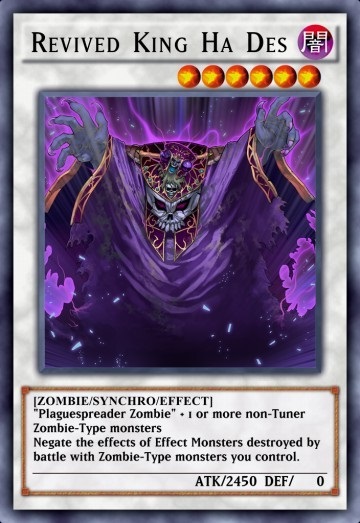 Revived King Ha Des
闇
[ZOMBIE/SYNCHRO/EFFECT]
"Plaguespreader Zombie" + 1 or more non-Tuner
Zombie-Type monsters
Negate the effects of Effect Monsters destroyed by
battle with Zombie-Type monsters you control.
ATK/2450 DEF/ 0